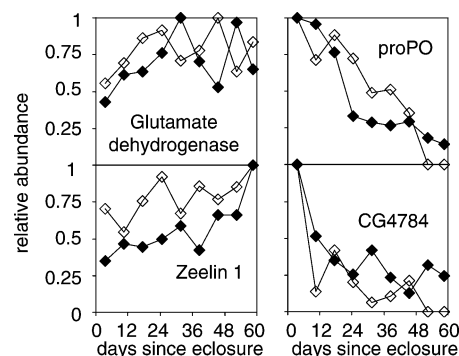 relative abundance
1
0.75
0.5
0.25
Glutamate
dehydrogenase
proPO
1
0.75
0.5
0.25
0
Zeelin 1
CG4784
0 12 24 36 48 60
0 12 24 36 48 60
days since eclosure
days since eclosure